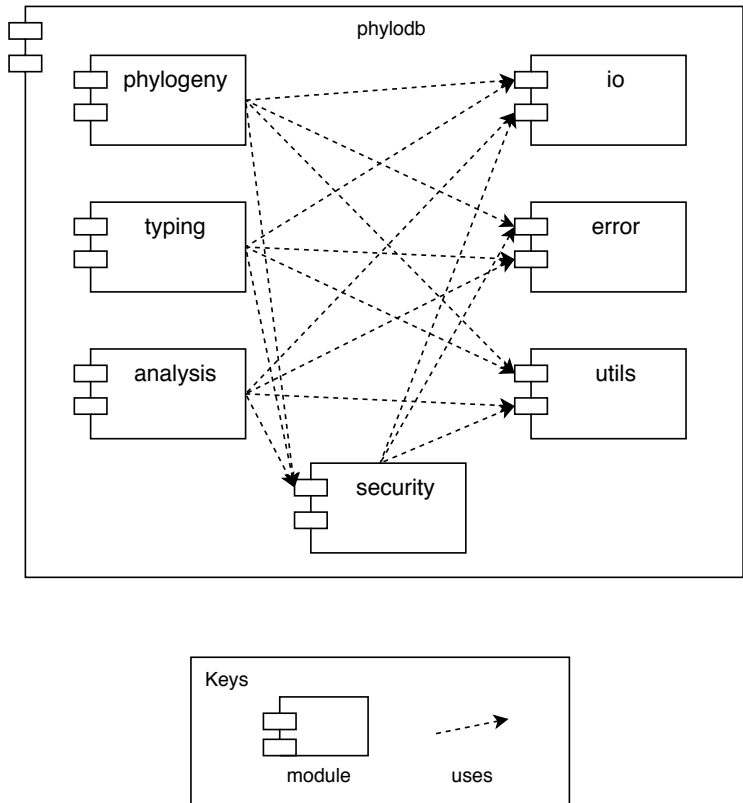 phylodb
phylogeny
io
typing
error
analysis
utils
security
Keys
module
uses